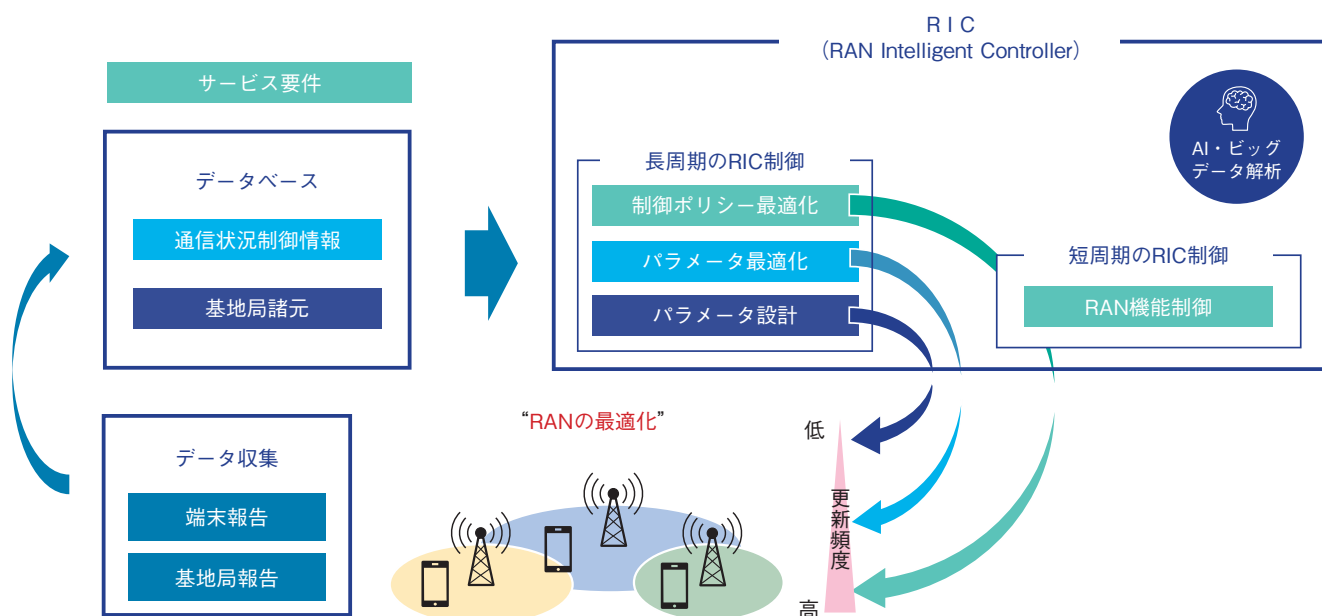 サービス要件
データベース
通信状況制御情報
基地局諸元
データ収集
端末報告
基地局報告
RIC
（RAN Intelligent Controller）
AI・ビッグ
データ解析
長周期のRIC制御
制御ポリシー最適化
パラメータ最適化
パラメータ設計
短周期のRIC制御
RAN機能制御
“RANの最適化”
低
更新頻度
高